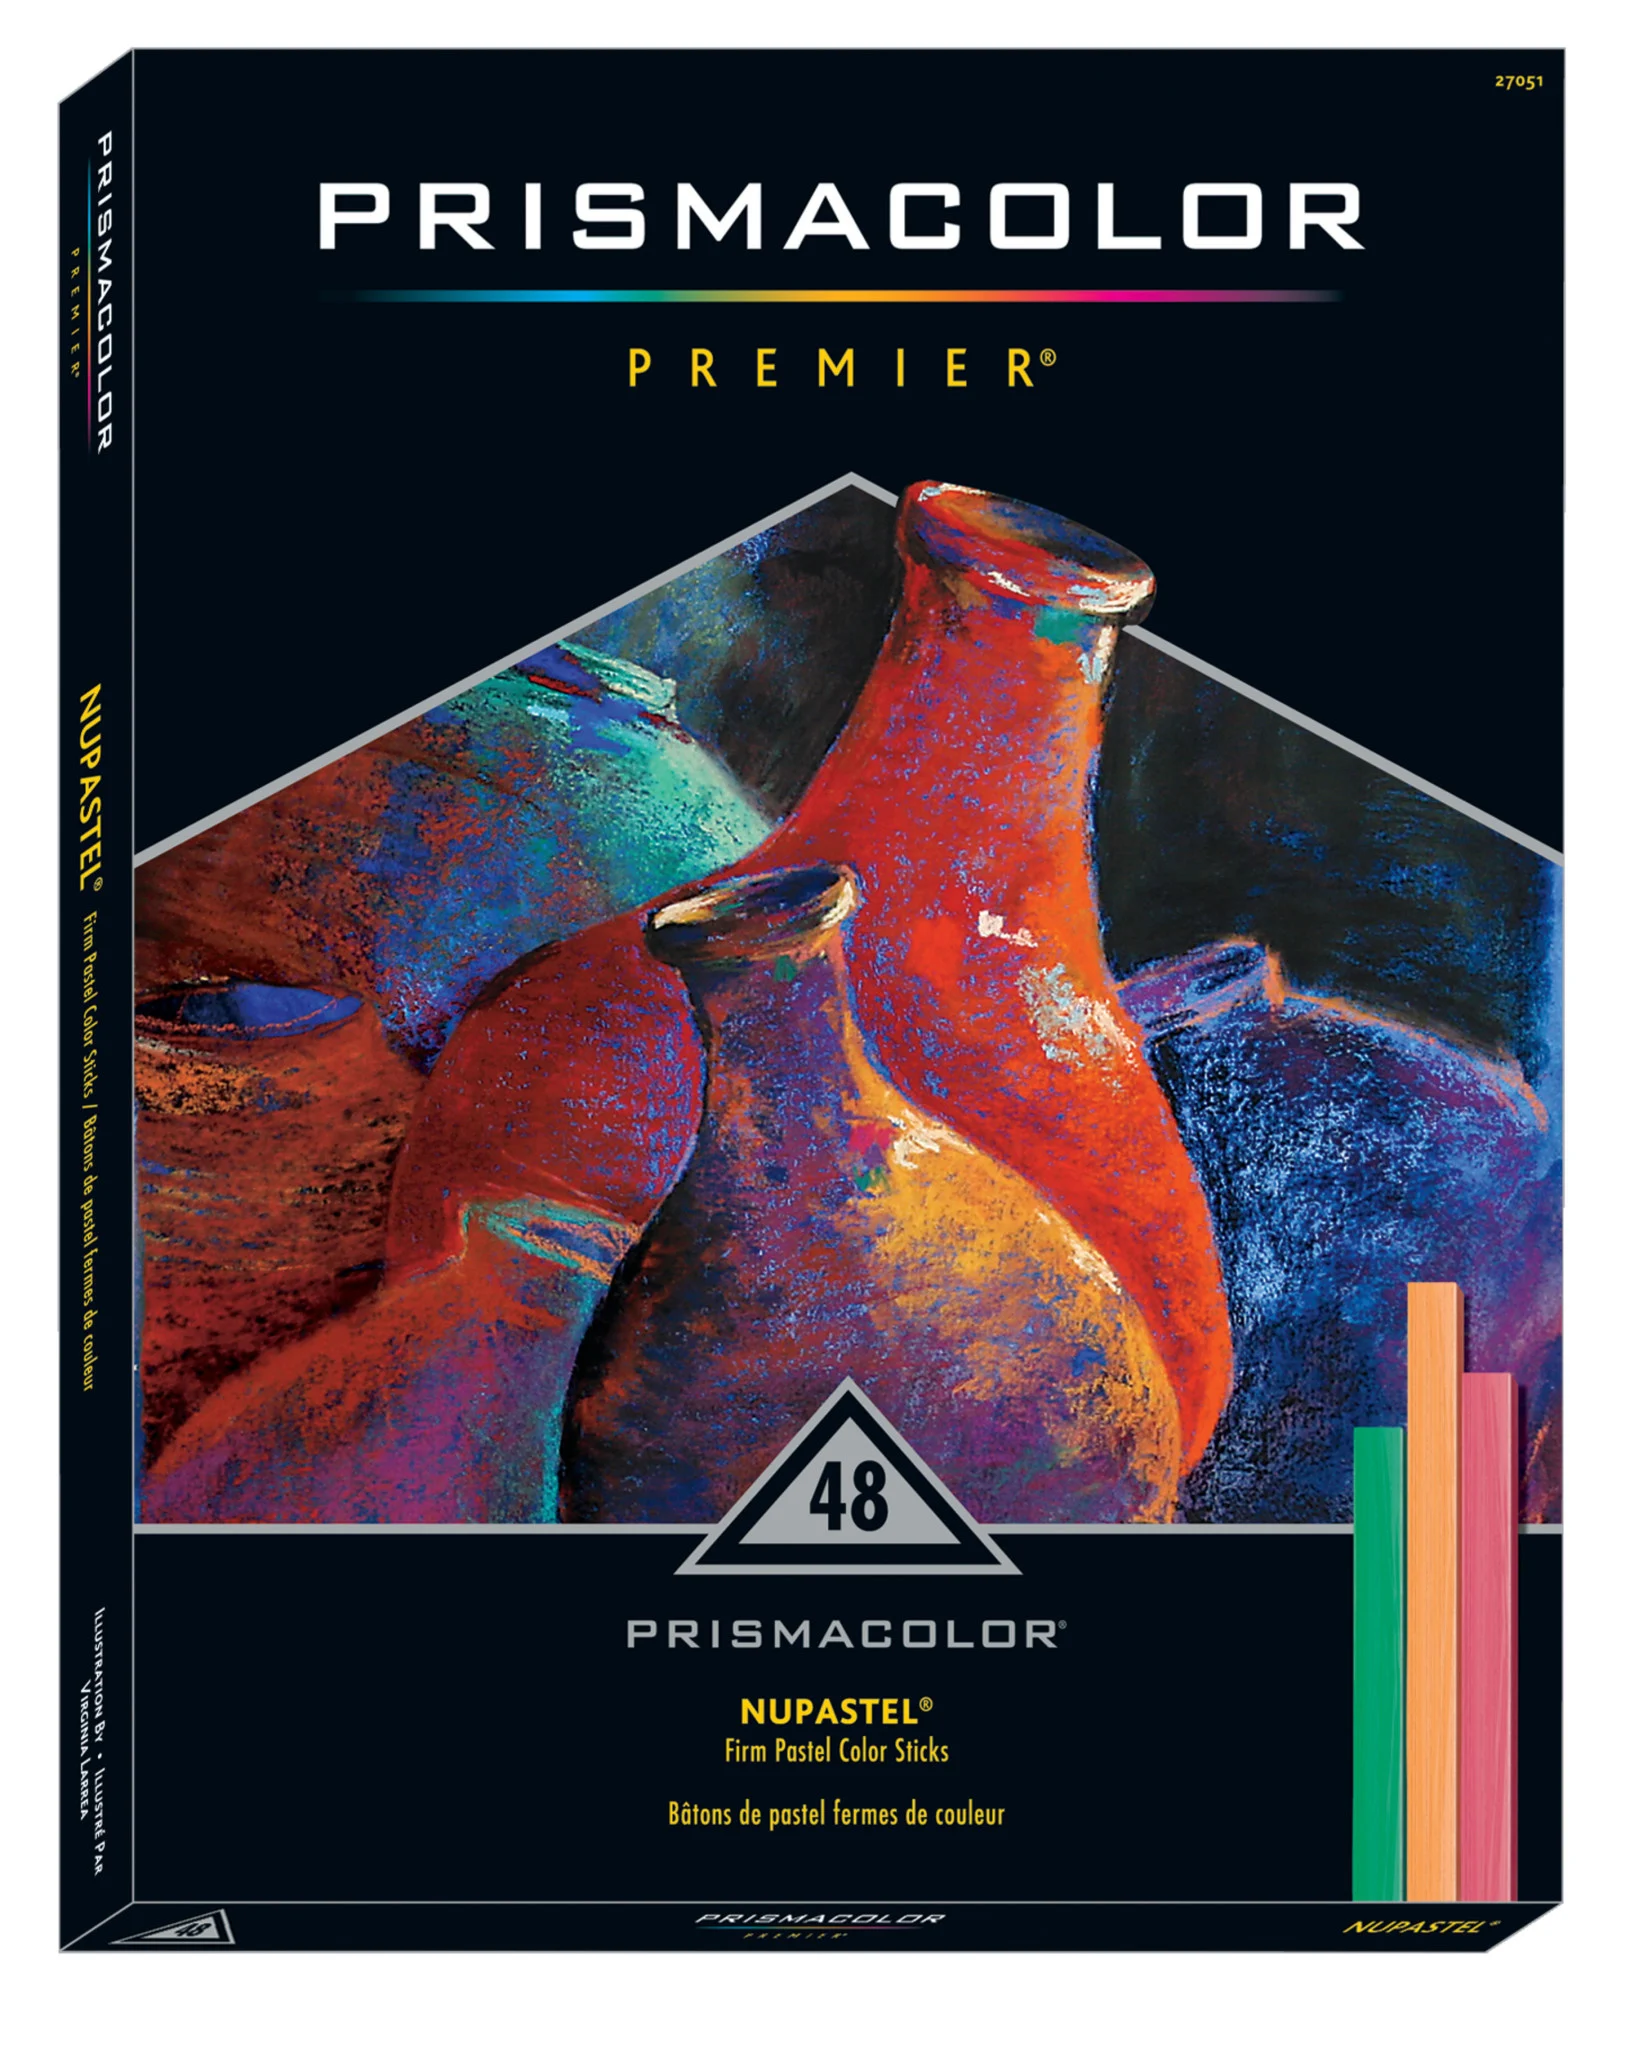 27051
PRISMACOLOR
PREMIER®
PRISMACOLOR
PREMIER®
NUPASTEL® Firm Pastel Color Sticks / Bâtons de pastel fermes de couleur
ILLUSTRATION BY • ILLUSTRÉ PAR
VIRGINIA LARREA
48
PRISMACOLOR®
NUPASTEL®
Firm Pastel Color Sticks
Bâtons de pastel fermes de couleur
48
PRISMACOLOR
PREMIER®
NUPASTEL®